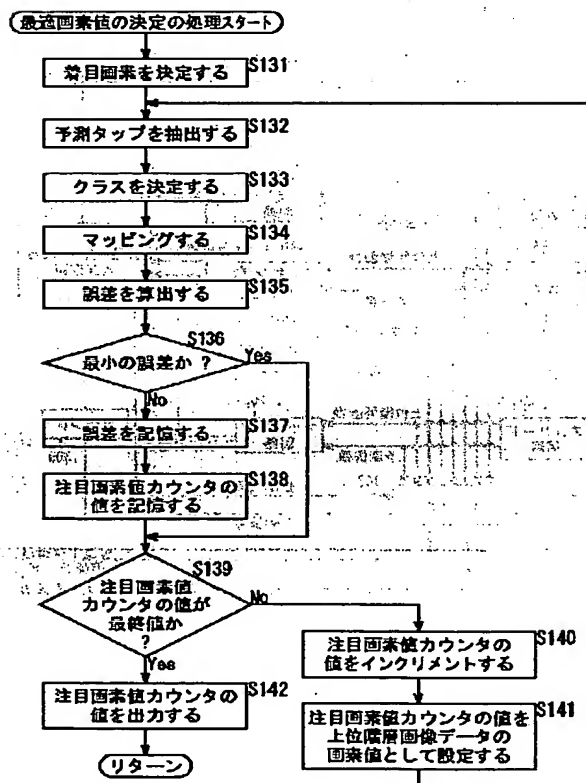 最適画素値の決定の処理スタート
着目画素を決定する S131
予測タップを抽出する S132
クラスを決定する S133
マッピングする S134
誤差を算出する S135
S136
最小の誤差か ? Yes
No
誤差を記憶する S137
注目画素値カウンタの
値を記憶する
S138
S139
注目画素値
カウンタの値が
最終値か
?
No
Yes
注目画素値カウンタの
値をインクリメントする
S140
注目画素値カウンタの
値を出力する
S142
注目画素値カウンタの値を
上位階層画像データの
画素値として設定する
S141
リターン